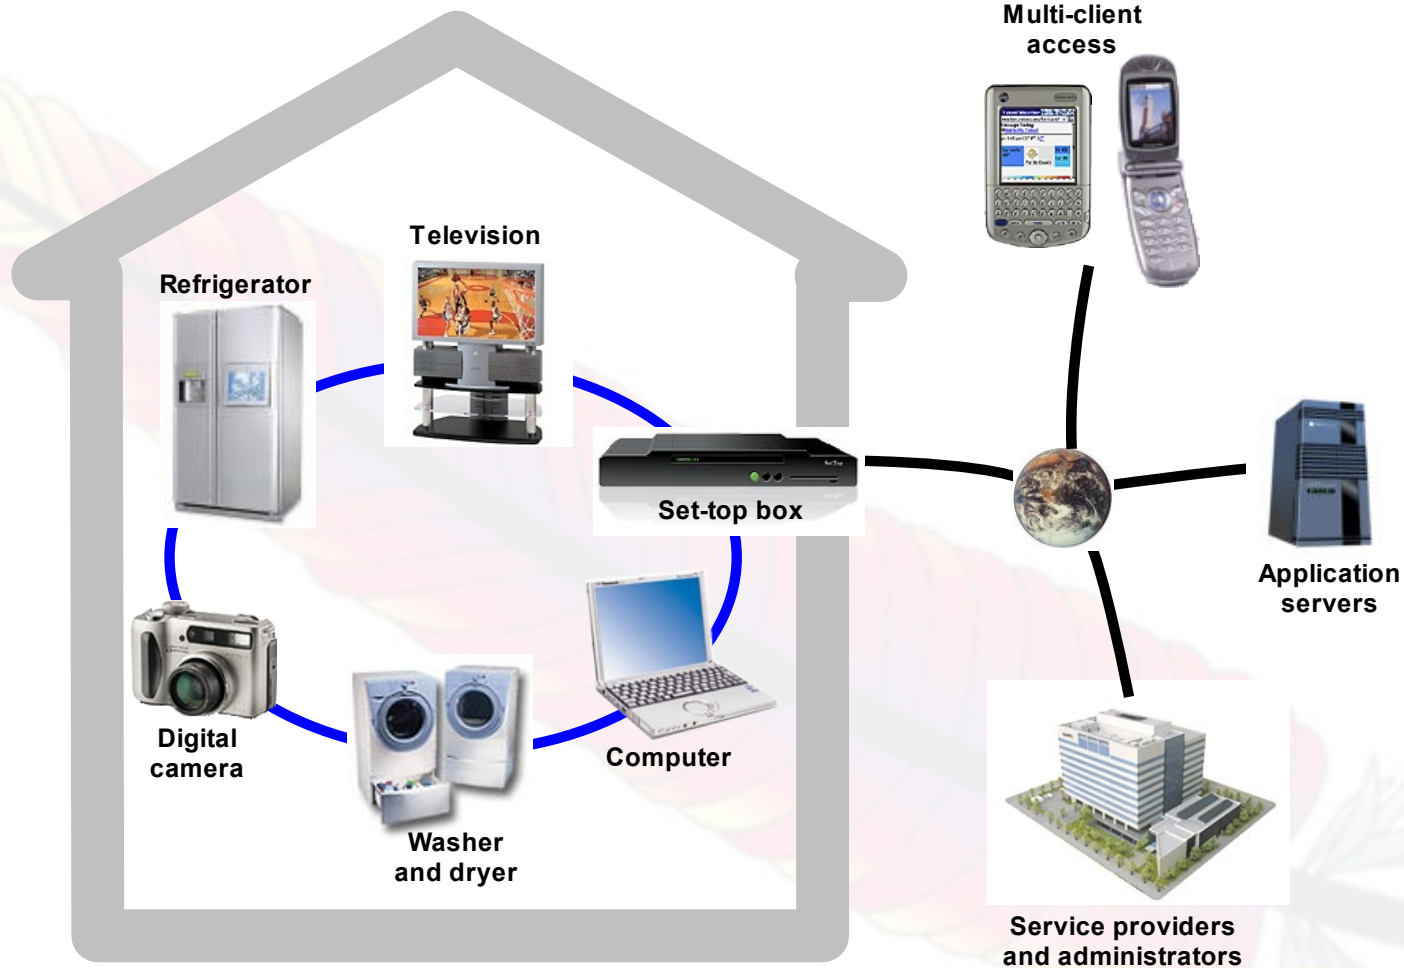 Multi-client
access
Television
Refrigerator
Set-top box
Application
servers
Digital
camera
Computer
Washer
and dryer
Service providers
and administrators